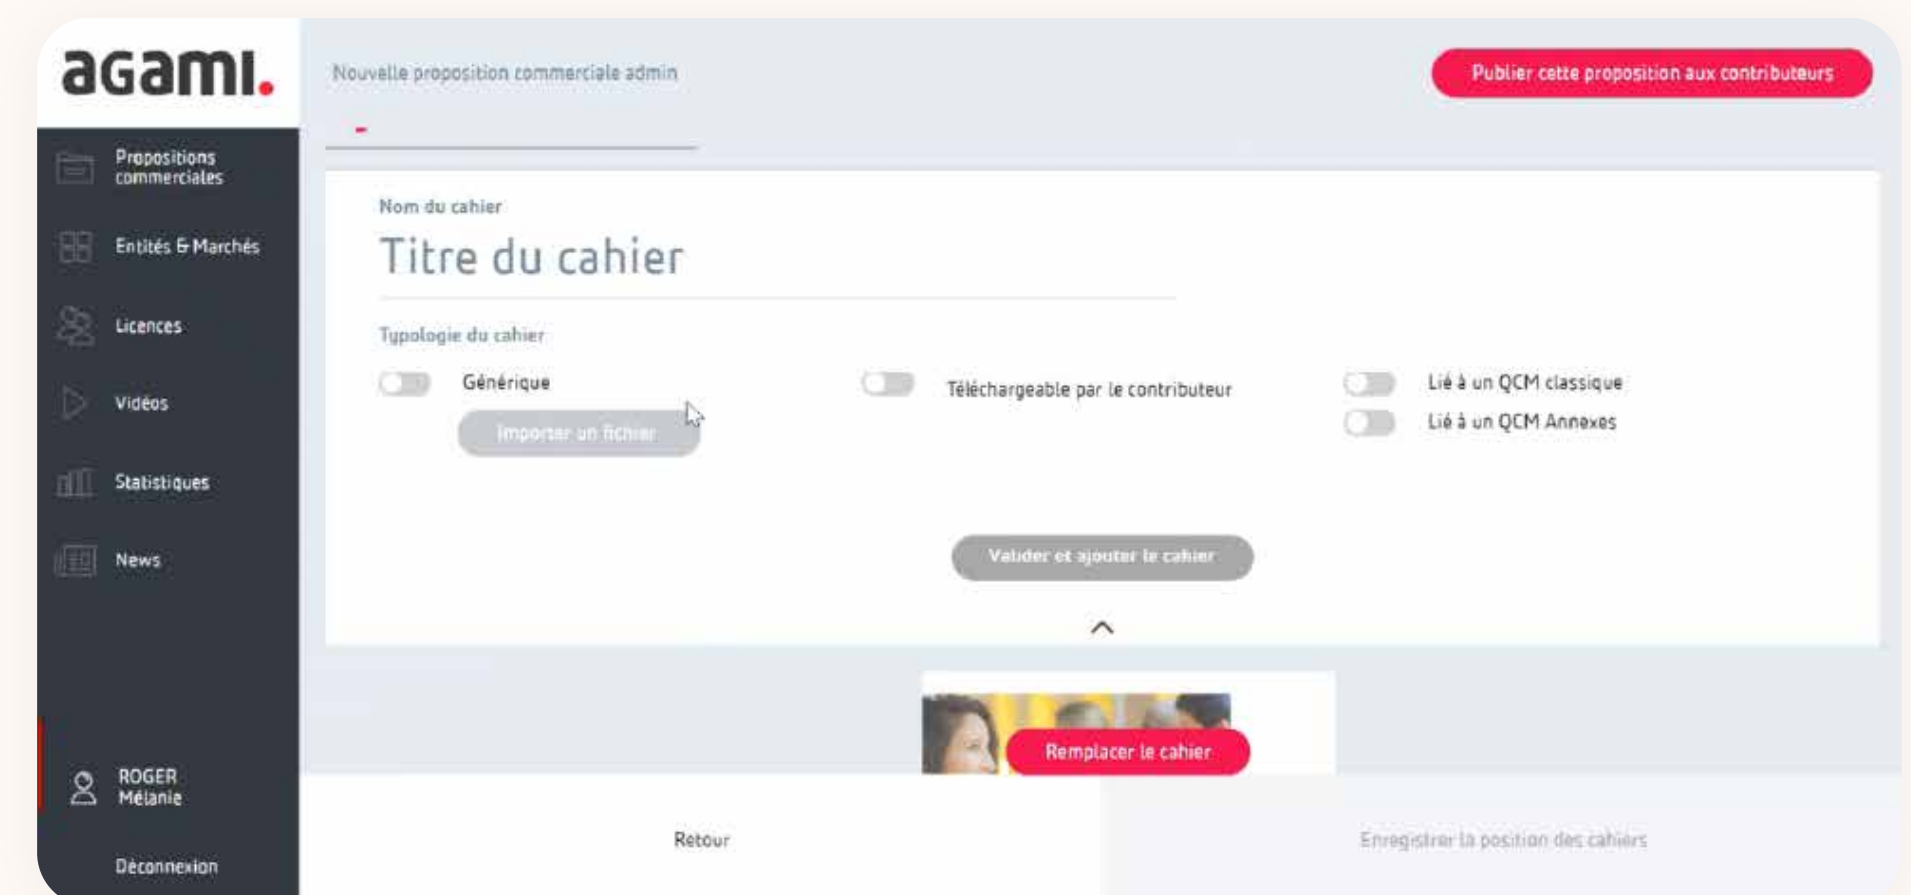 agami.
Nouvelle proposition commerciale admin
Publier cette proposition aux contributeurs
Propositions
commerciales
Entités & Marchés
Licences
Vidéos
Statistiques
News
ROGER
Mélanie
Déconnexion
Nom du cahier
Titre du cahier
Typologie du cahier
Générique
Importer un fichier
Téléchargeable par le contributeur
Lié à un QCM classique
Lié à un QCM Annexes
Valider et ajouter le cahier
Remplacer le cahier
Retour
Enregistrer la position des cahiers